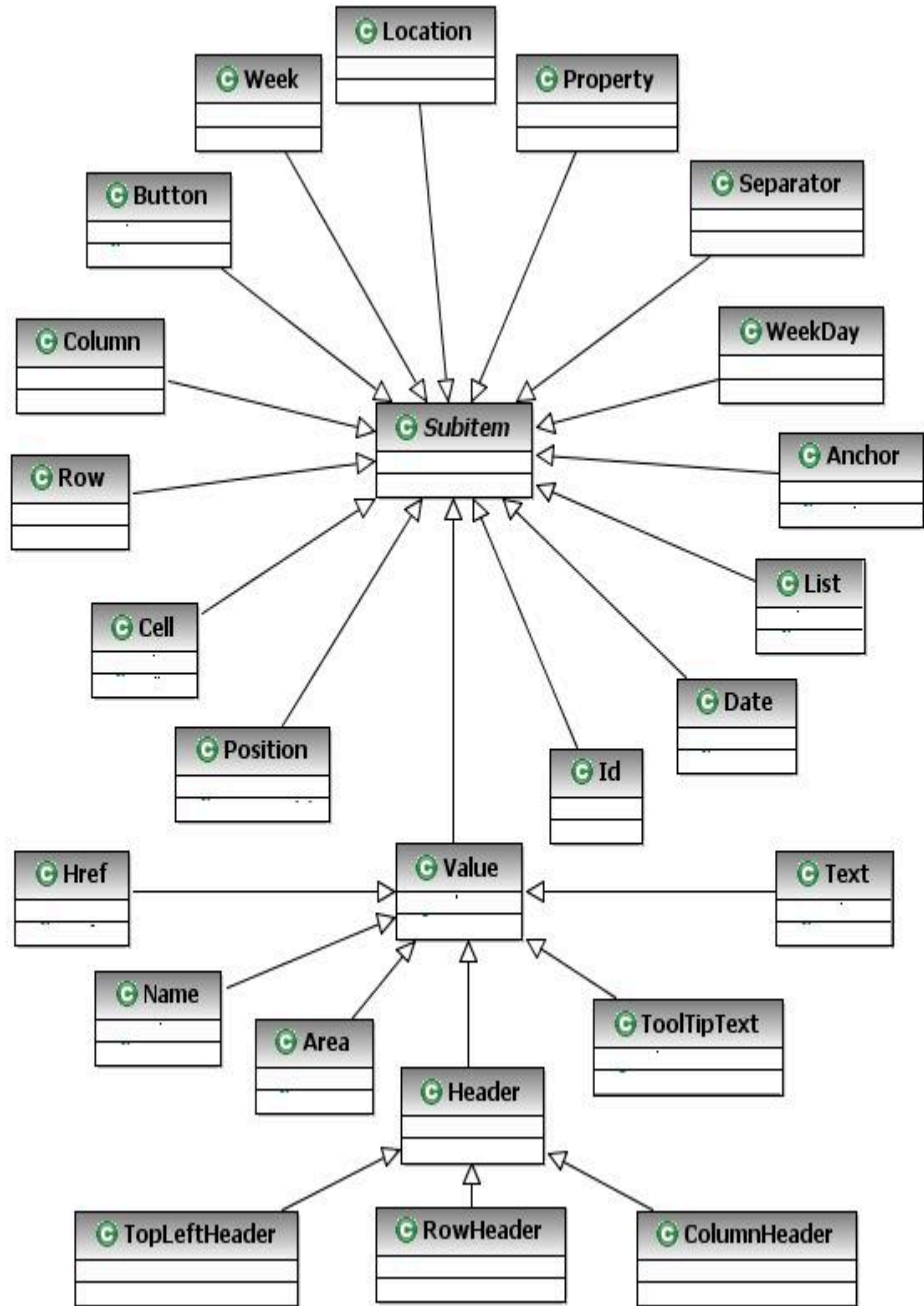 Location
Week
Property
Button
Separator
Column
WeekDay
Subitem
Row
Anchor
Cell
List
Position
Date
Id
Href
Value
Text
Name
Area
ToolTipText
Header
TopLeftHeader
RowHeader
ColumnHeader